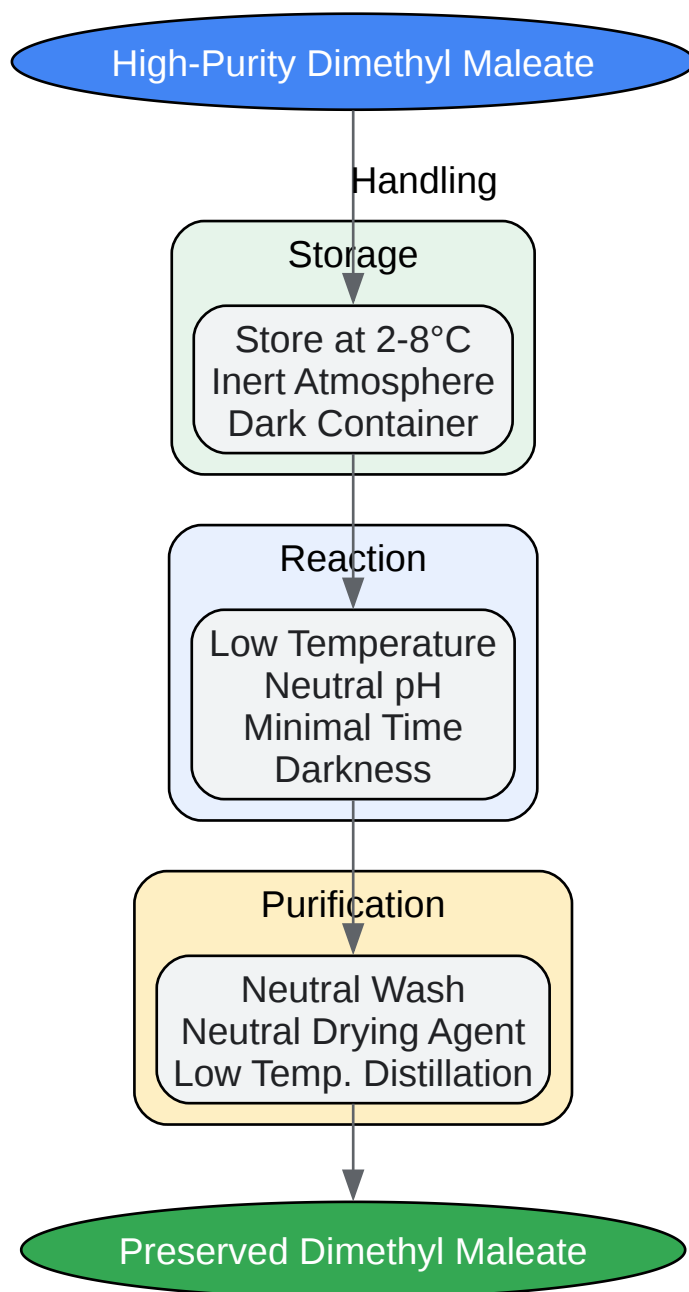 High-Purity Dimethyl Maleate
Handling
Storage
Store at 2-8°C
Inert Atmosphere
Dark Container
Reaction
Low Temperature
Neutral pH
Minimal Time
Darkness
Purification
Neutral Wash
Neutral Drying Agent
Low Temp. Distillation
Preserved Dimethyl Maleate